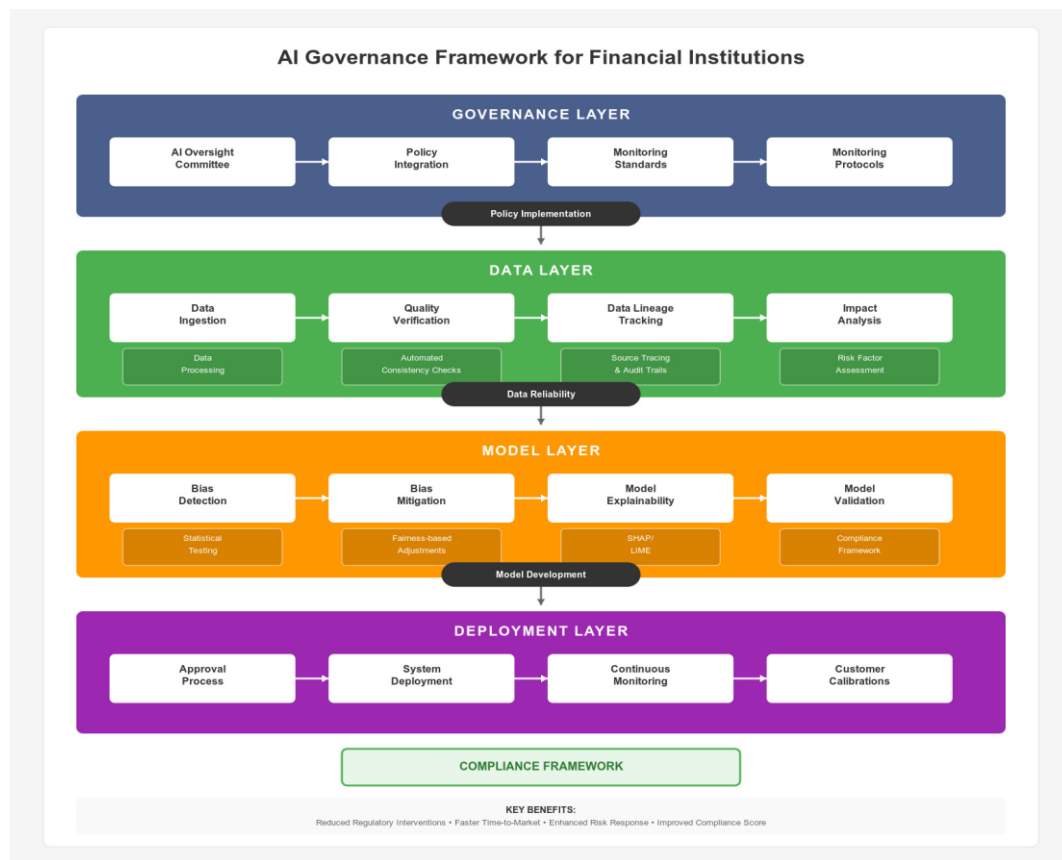 AI Governance Framework for Financial Institutions
GOVERNANCE LAYER
AI Oversight
Committee
Policy
Integration
Monitoring
Standards
Monitoring
Protocols
Policy Implementation
DATA LAYER
Data
Ingestion
Quality
Verification
Data Lineage
Tracking
Impact
Analysis
Data
Processing
Automated
Consistency Checks
Source Tracing
& Audit Trails
Risk Factor
Assessment
Data Reliability
MODEL LAYER
Bias
Detection
Bias
Mitigation
Model
Explainability
Model
Validation
Statistical
Testing
Fairness-based
Adjustments
SHAP/
LIME
Compliance
Framework
Model Development
DEPLOYMENT LAYER
Approval
Process
System
Deployment
Continuous
Monitoring
Customer
Calibrations
COMPLIANCE FRAMEWORK
KEY BENEFITS:
Reduced Regulatory Interventions • Faster Time-to-Market • Enhanced Risk Response • Improved Compliance Score